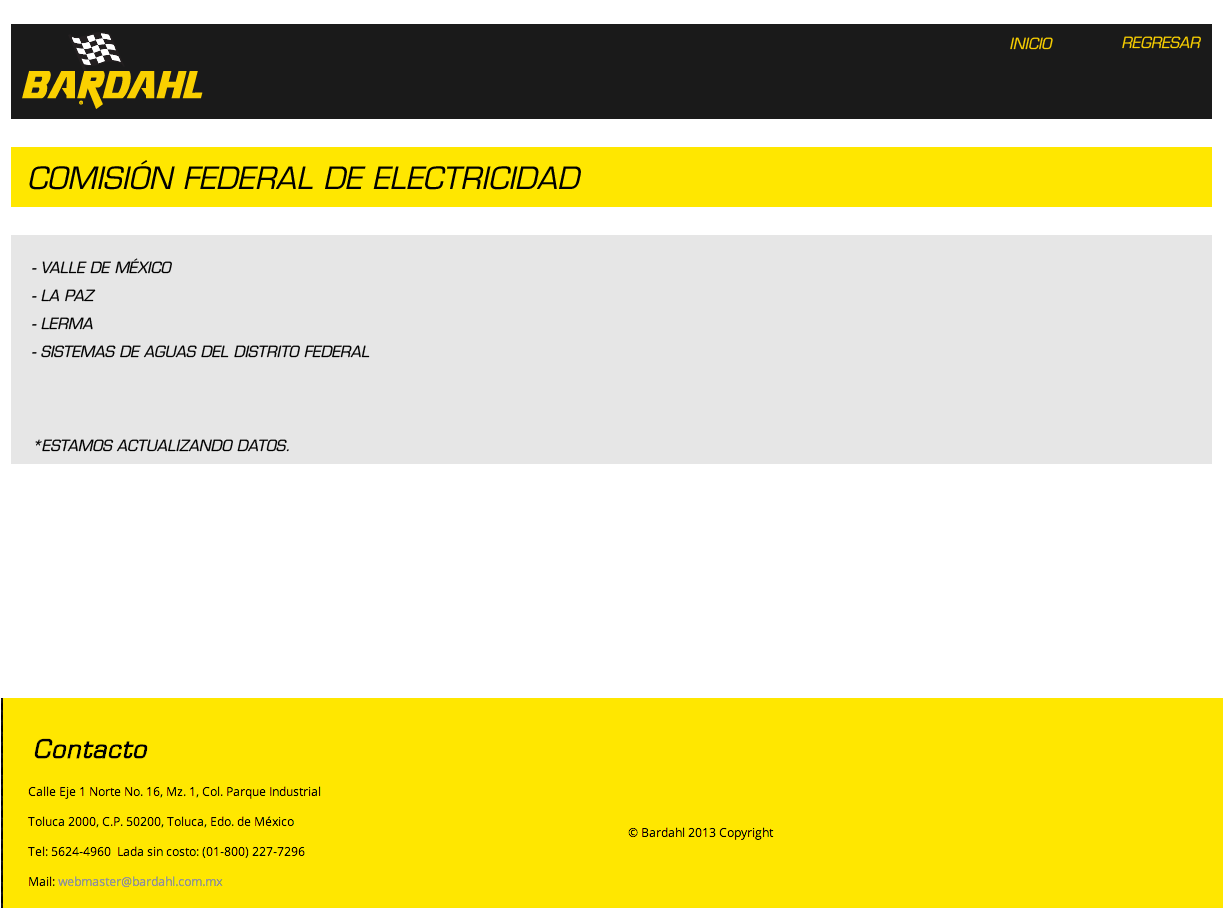 BARDAHL
INICIO
REGRESAR
COMISIÓN FEDERAL DE ELECTRICIDAD
- VALLE DE MÉXICO
- LA PAZ
- LERMA
- SISTEMAS DE AGUAS DEL DISTRITO FEDERAL
*ESTAMOS ACTUALIZANDO DATOS.
Contacto
Calle Eje 1 Norte No. 16, Mz. 1, Col. Parque Industrial
Toluca 2000, C.P. 50200, Toluca, Edo. de México
Tel: 5624-4960  Lada sin costo: (01-800) 227-7296
Mail: webmaster@bardahl.com.mx
© Bardahl 2013 Copyright